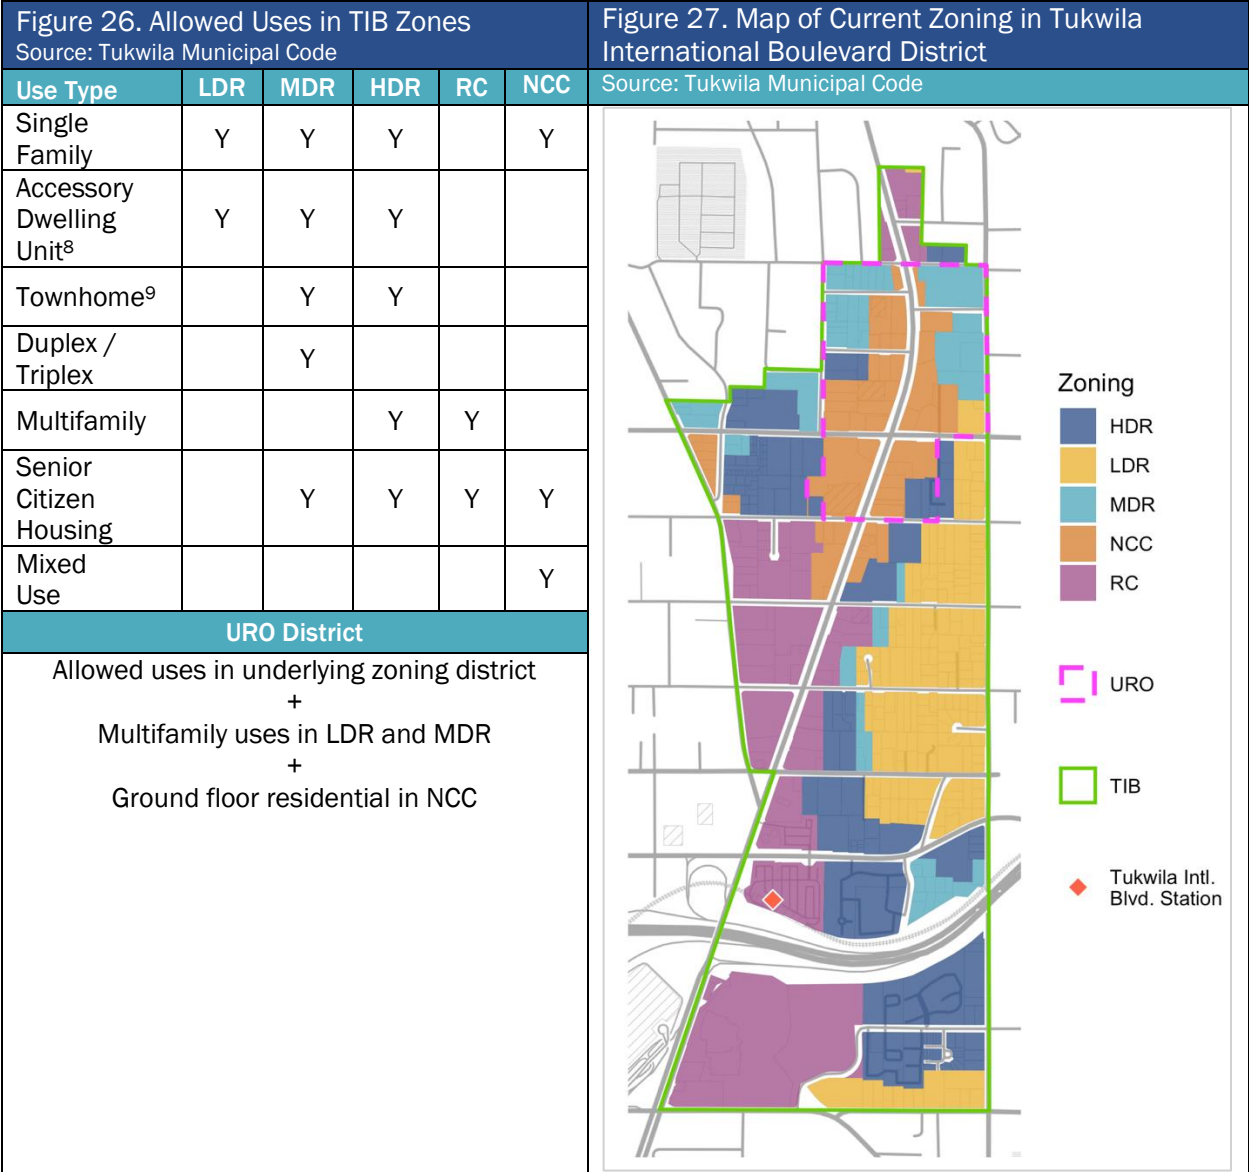 Figure 26. Allowed Uses in TIB Zones
Source: Tukwila Municipal Code
Use Type LDR MDR HDR RC NCC
Single
Family Y Y Y Y
Accessory
Dwelling
Unit⁸ Y Y Y
Townhome⁹ Y Y
Duplex /
Triplex Y
Multifamily Y Y
Senior
Citizen
Housing Y Y Y Y
Mixed
Use Y
URO District
Allowed uses in underlying zoning district
+
Multifamily uses in LDR and MDR
+
Ground floor residential in NCC
Figure 27. Map of Current Zoning in Tukwila
International Boulevard District
Source: Tukwila Municipal Code
Zoning
HDR
LDR
MDR
NCC
RC
URO
TIB
Tukwila Intl.
Blvd. Station